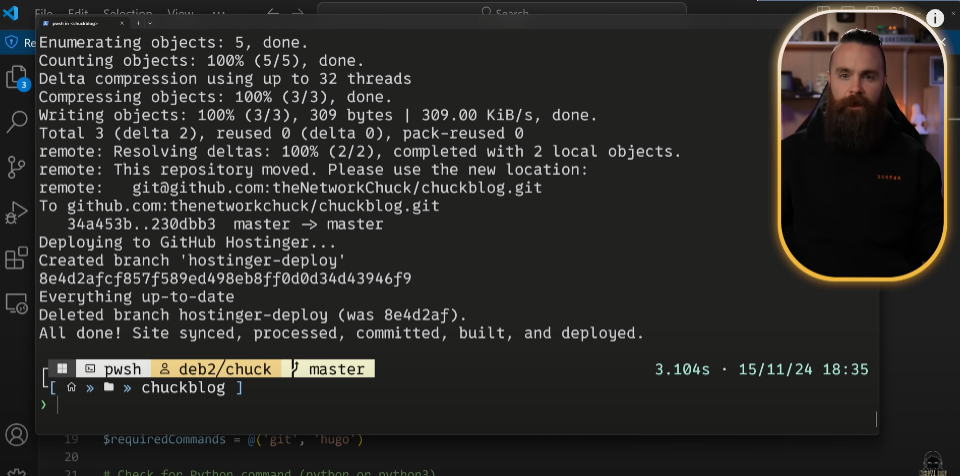 File Edit Selection View
Search
pwsh in chuckblog
Re
Enumerating objects: 5, done.
Counting objects: 100% (5/5), done.
Delta compression using up to 32 threads
Compressing objects: 100% (3/3), done.
Writing objects: 100% (3/3), 309 bytes | 309.00 KiB/s, done.
Total 3 (delta 2), reused 0 (delta 0), pack-reused 0
remote: Resolving deltas: 100% (2/2), completed with 2 local objects.
remote: This repository moved. Please use the new location:
remote:   git@github.com:theNetworkChuck/chuckblog.git
To github.com:thenetworkchuck/chuckblog.git
34a453b..230dbb3  master -> master
Deploying to GitHub Hostinger...
Created branch 'hostinger-deploy'
8e4d2afcf857f589ed498eb8ff0d0d34d43946f9
Everything up-to-date
Deleted branch hostinger-deploy (was 8e4d2af).
All done! Site synced, processed, committed, built, and deployed.
pwsh deb2/chuck master 3.104s · 15/11/24 18:35
[ » » chuckblog ]
❯
3
19 $requiredCommands = @('git', 'hugo')
20
21 # Check for Python command (python or python3)